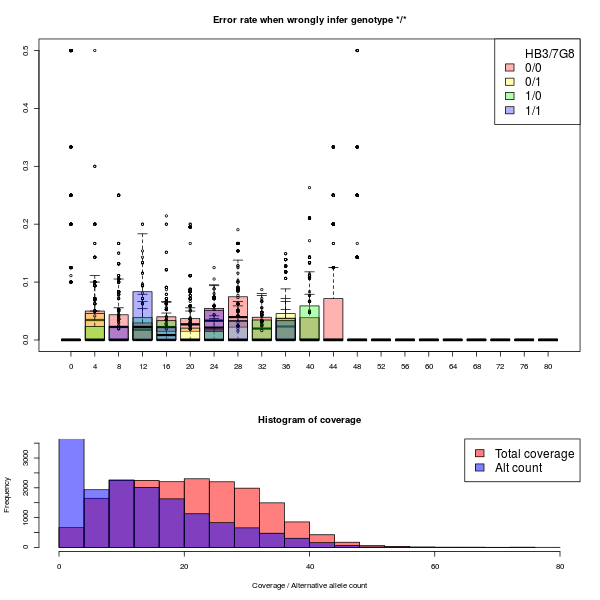 Error rate when wrongly infer genotype */*
HB3/7G8
0/0
0/1
1/0
1/1
0.5
0.4
0.3
0.2
0.1
0.0
0 4 8 12 16 20 24 28 32 36 40 44 48 52 56 60 64 68 72 76 80
Histogram of coverage
Total coverage
Alt count
Frequency
3000
2000
1000
0
0 20 40 60 80
Coverage / Alternative allele count